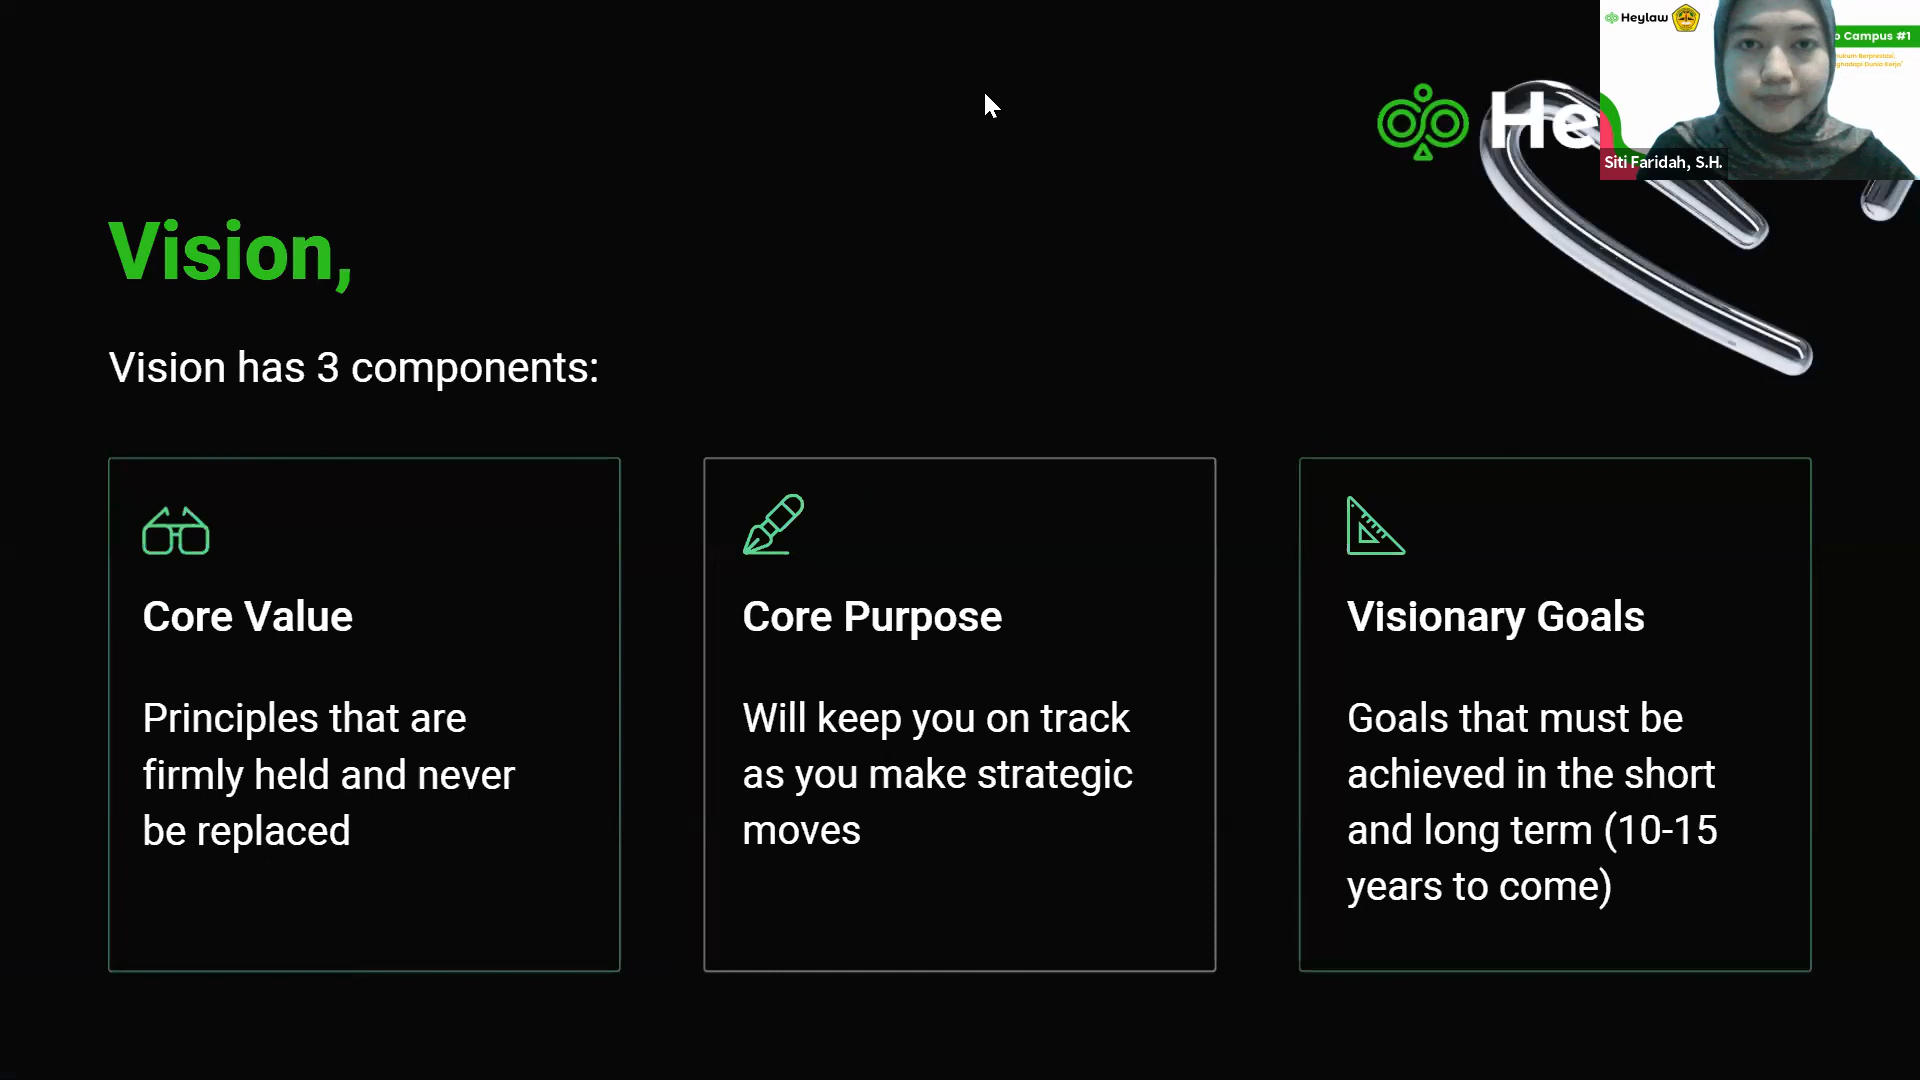 Heylaw
o Campus #1
He
Siti Faridah, S.H.
Vision,
Vision has 3 components:
Core Value
Principles that are
firmly held and never
be replaced
Core Purpose
Will keep you on track
as you make strategic
moves
Visionary Goals
Goals that must be
achieved in the short
and long term (10-15
years to come)